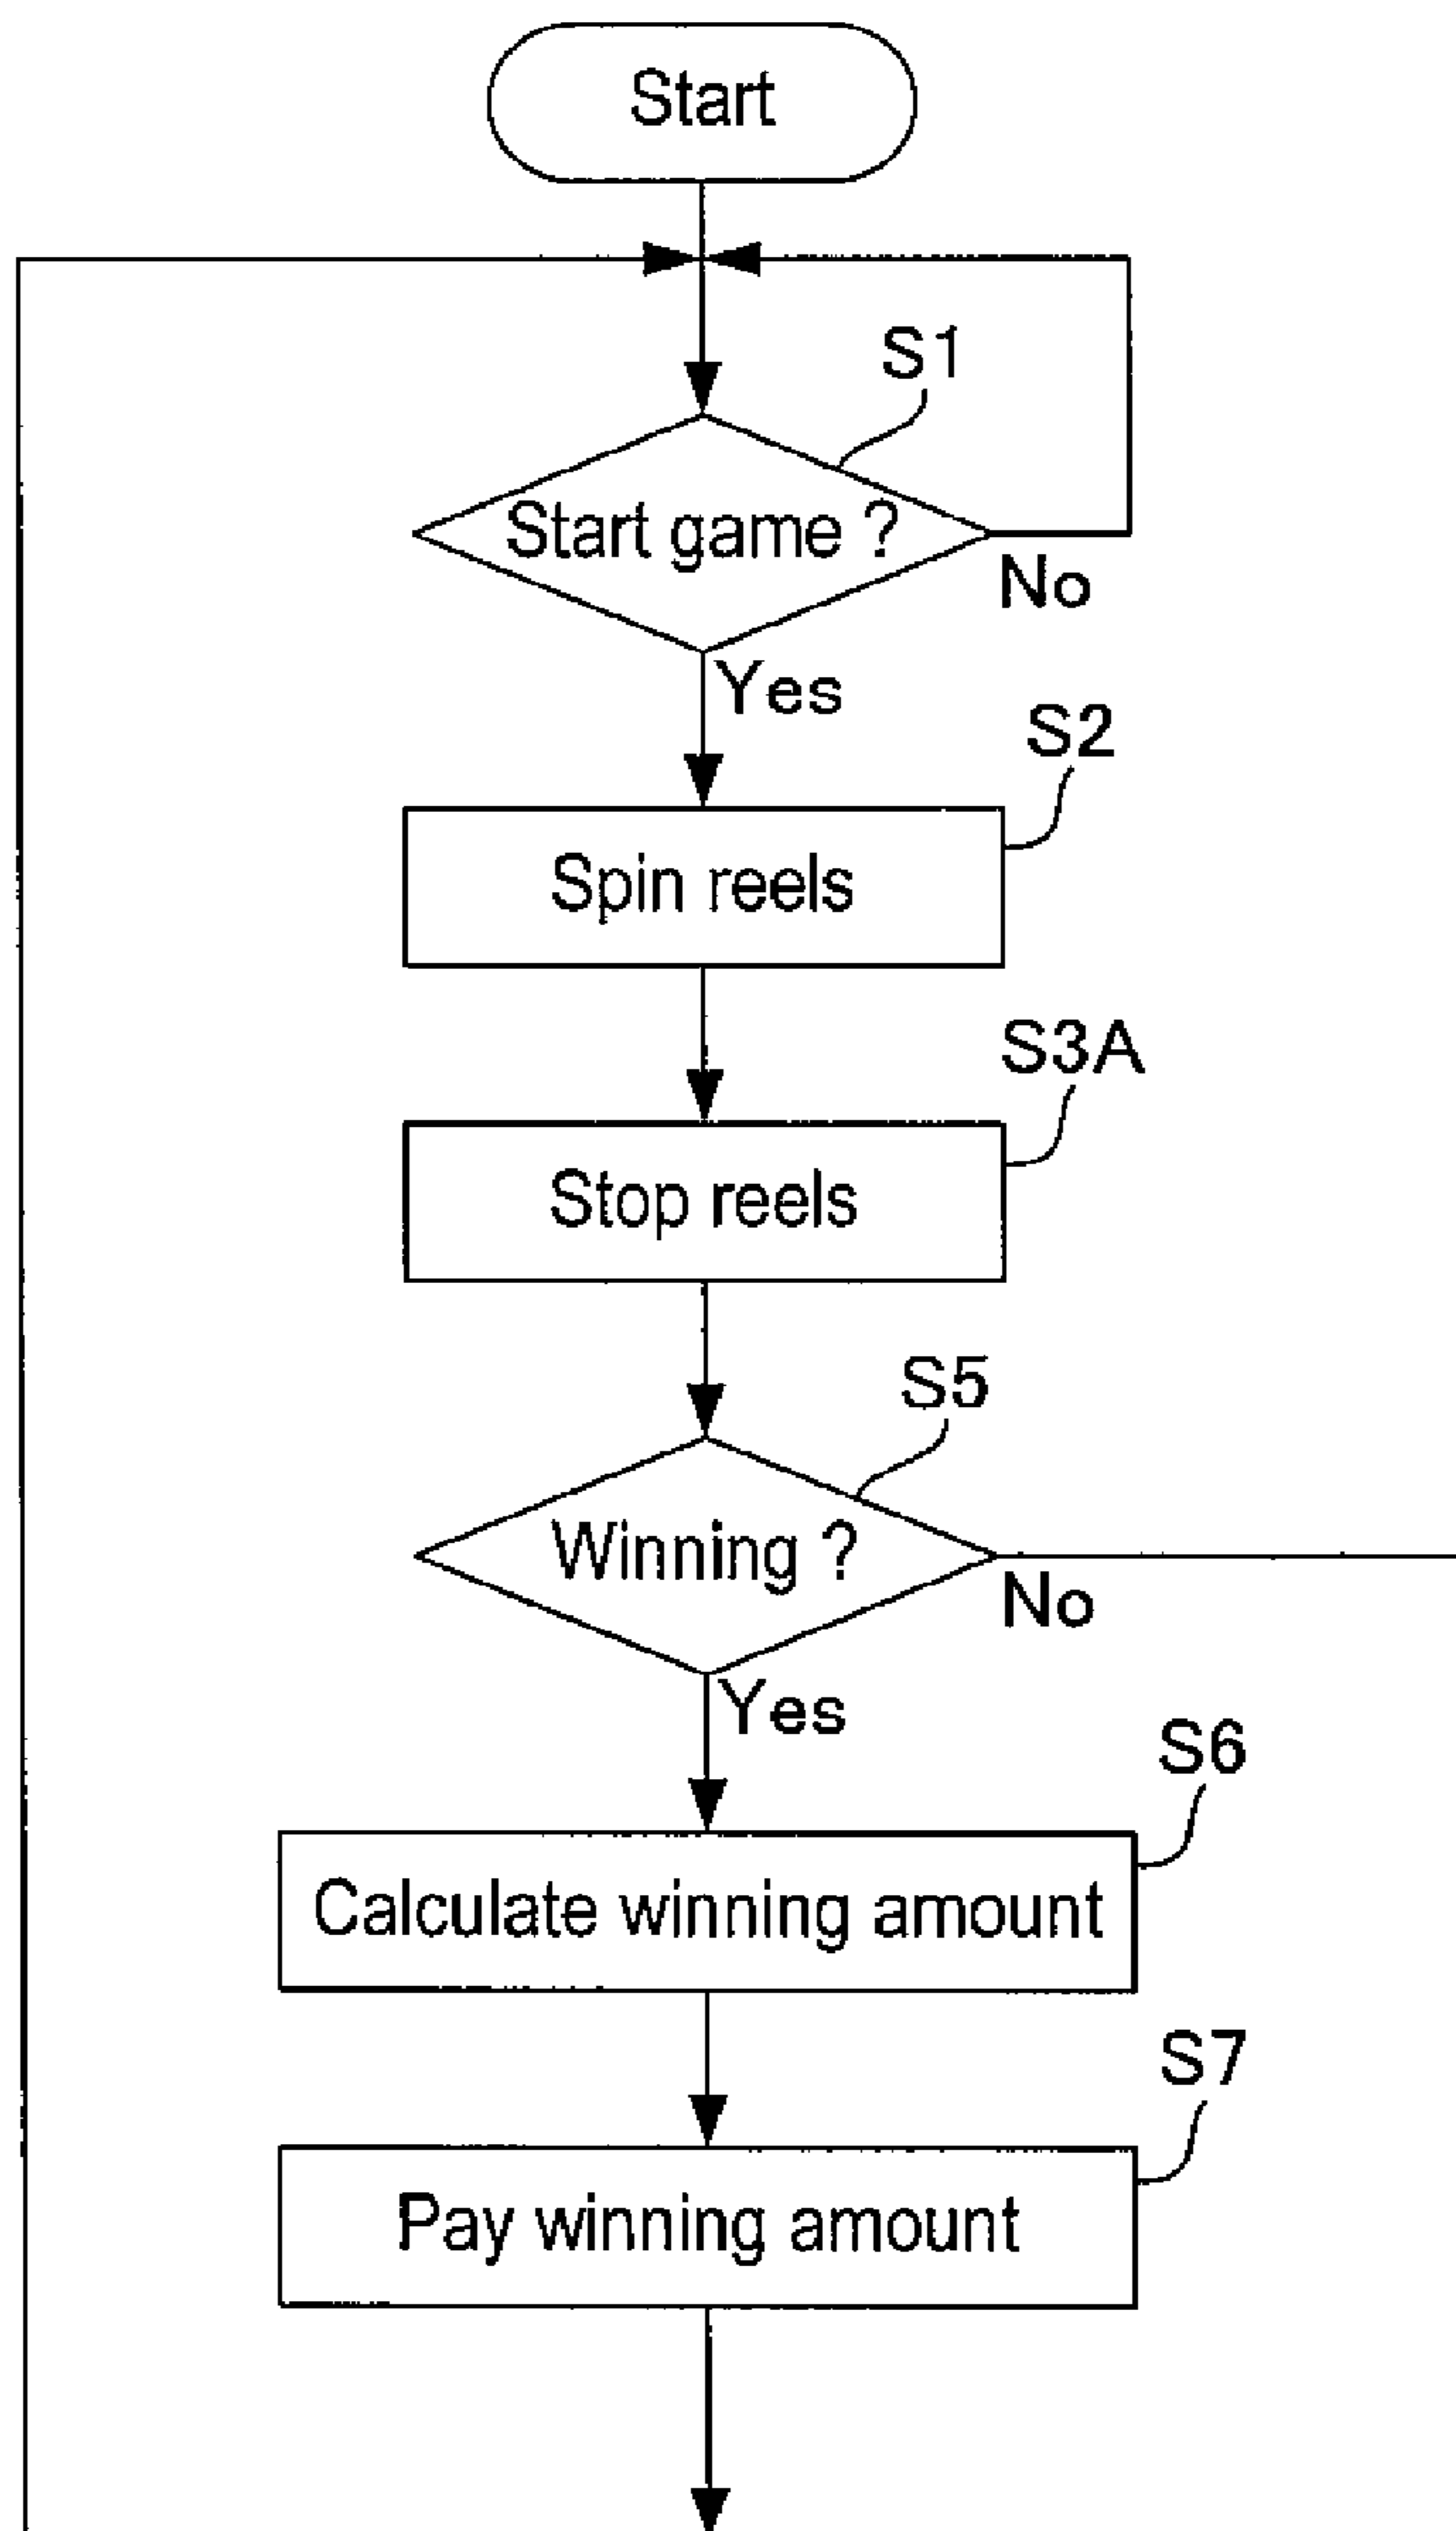 Start
S1
Start game ?
No
Yes
S2
Spin reels
S3A
Stop reels
S5
Winning ?
No
Yes
S6
Calculate winning amount
S7
Pay winning amount